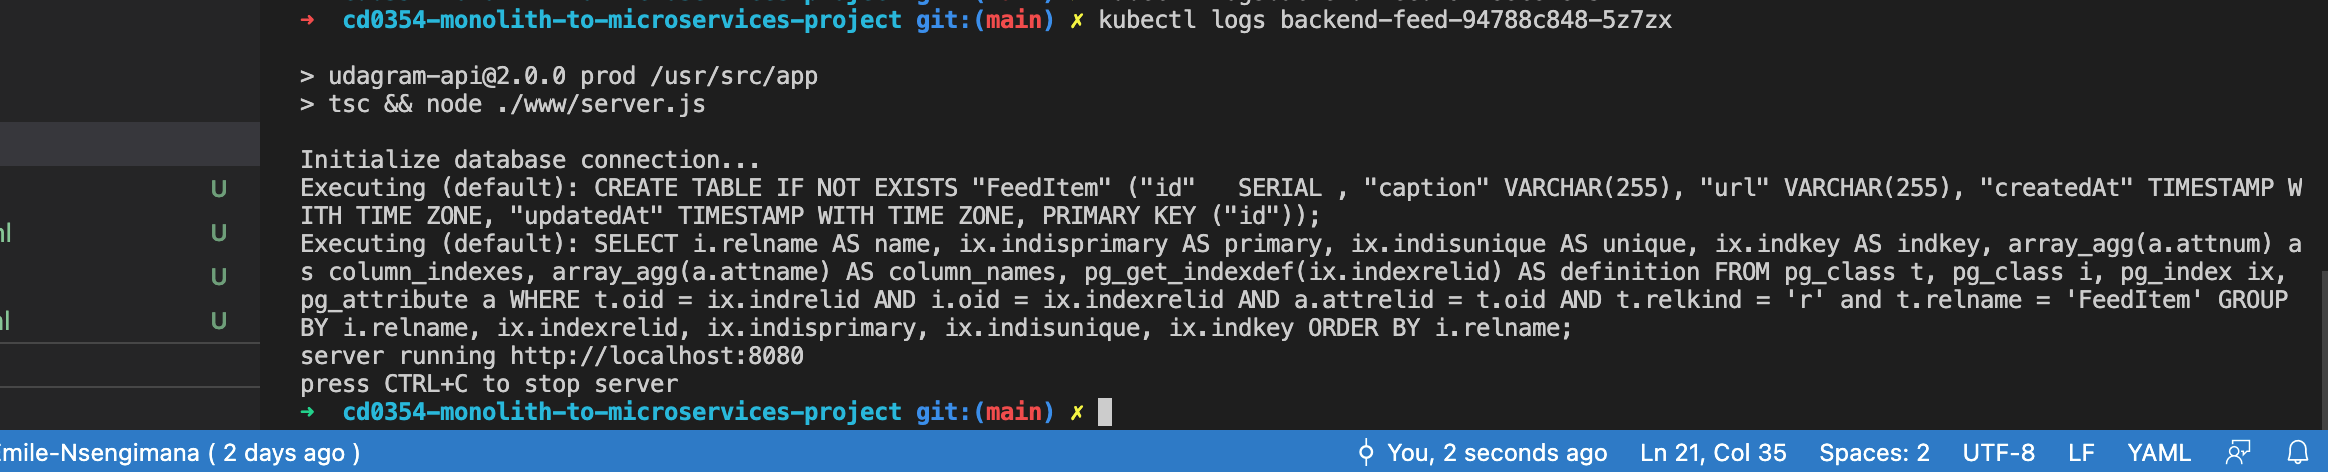 ➜ cd0354-monolith-to-microservices-project git:(main) ✗ kubectl logs backend-feed-94788c848-5z7zx
> udagram-api@2.0.0 prod /usr/src/app
> tsc && node ./www/server.js
Initialize database connection...
Executing (default): CREATE TABLE IF NOT EXISTS "FeedItem" ("id"   SERIAL , "caption" VARCHAR(255), "url" VARCHAR(255), "createdAt" TIMESTAMP W
ITH TIME ZONE, "updatedAt" TIMESTAMP WITH TIME ZONE, PRIMARY KEY ("id"));
Executing (default): SELECT i.relname AS name, ix.indisprimary AS primary, ix.indisunique AS unique, ix.indkey AS indkey, array_agg(a.attnum) a
s column_indexes, array_agg(a.attname) AS column_names, pg_get_indexdef(ix.indexrelid) AS definition FROM pg_class t, pg_class i, pg_index ix,
pg_attribute a WHERE t.oid = ix.indrelid AND i.oid = ix.indexrelid AND a.attrelid = t.oid AND t.relkind = 'r' and t.relname = 'FeedItem' GROUP
BY i.relname, ix.indexrelid, ix.indisprimary, ix.indisunique, ix.indkey ORDER BY i.relname;
server running http://localhost:8080
press CTRL+C to stop server
➜ cd0354-monolith-to-microservices-project git:(main) ✗
U
U
U
U
mile-Nsengimana ( 2 days ago )
You, 2 seconds ago Ln 21, Col 35 Spaces: 2 UTF-8 LF YAML